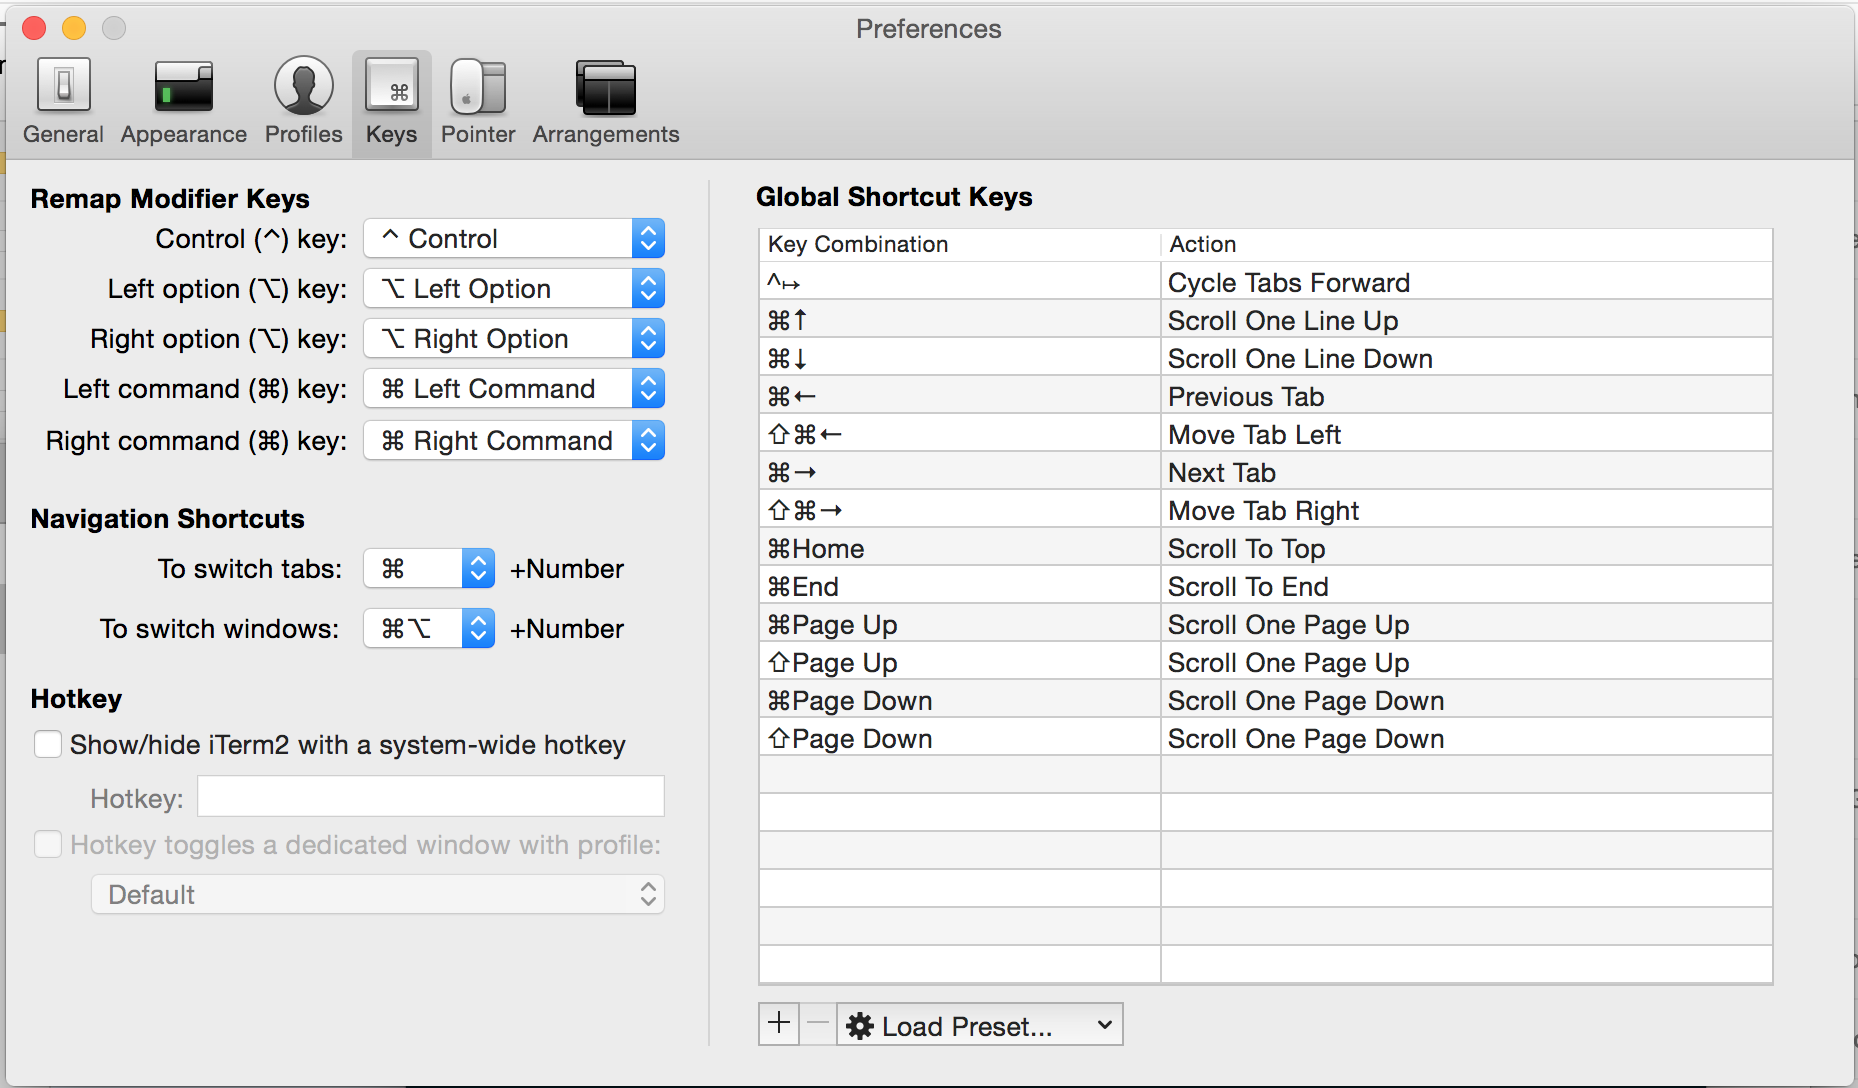 Preferences
General Appearance Profiles Keys Pointer Arrangements
Remap Modifier Keys
Control (^) key: ^ Control
Left option (⌥) key: ⌥ Left Option
Right option (⌥) key: ⌥ Right Option
Left command (⌘) key: ⌘ Left Command
Right command (⌘) key: ⌘ Right Command
Navigation Shortcuts
To switch tabs: ⌘ +Number
To switch windows: ⌘⌥ +Number
Hotkey
Show/hide iTerm2 with a system-wide hotkey
Hotkey:
Hotkey toggles a dedicated window with profile:
Default
Global Shortcut Keys
Key Combination Action
^↦ Cycle Tabs Forward
⌘↑ Scroll One Line Up
⌘↓ Scroll One Line Down
⌘← Previous Tab
⇧⌘← Move Tab Left
⌘→ Next Tab
⇧⌘→ Move Tab Right
⌘Home Scroll To Top
⌘End Scroll To End
⌘Page Up Scroll One Page Up
⇧Page Up Scroll One Page Up
⌘Page Down Scroll One Page Down
⇧Page Down Scroll One Page Down
+ − Load Preset...